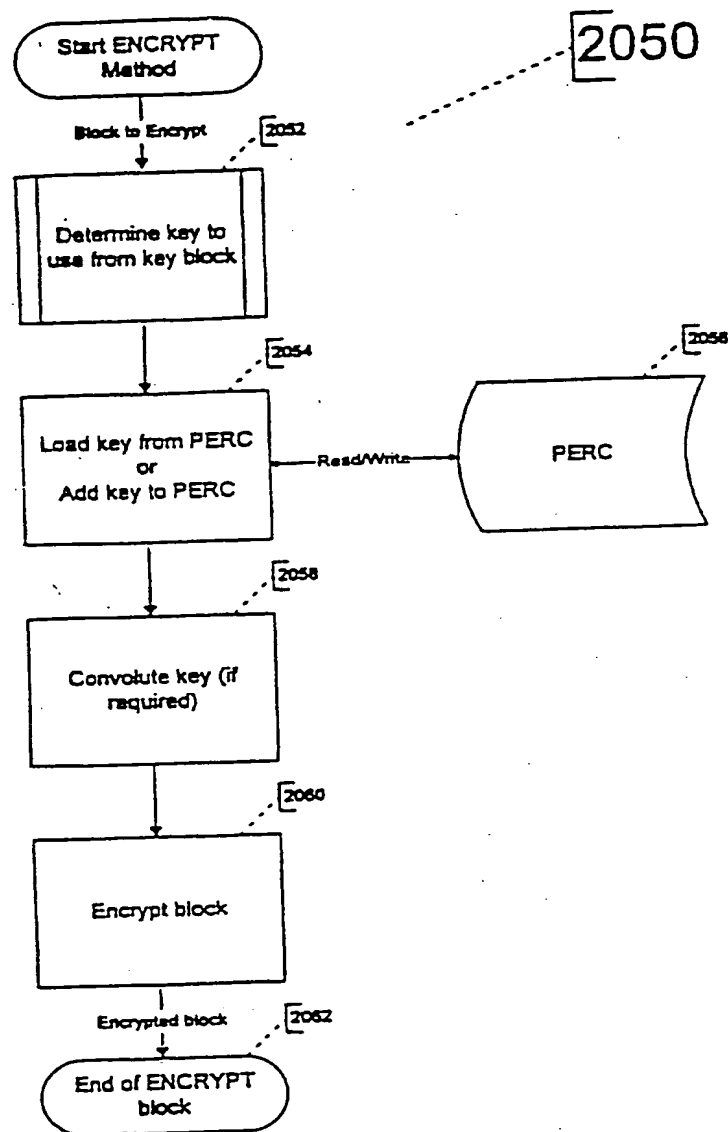 Start ENCRYPT
Method
2050
Block to Encrypt
2052
Determine key to
use from key block
2054
2056
Load key from PERC
or
Add key to PERC
Read/Write
PERC
2058
Convolute key (if
required)
2060
Encrypt block
Encrypted block
2062
End of ENCRYPT
block